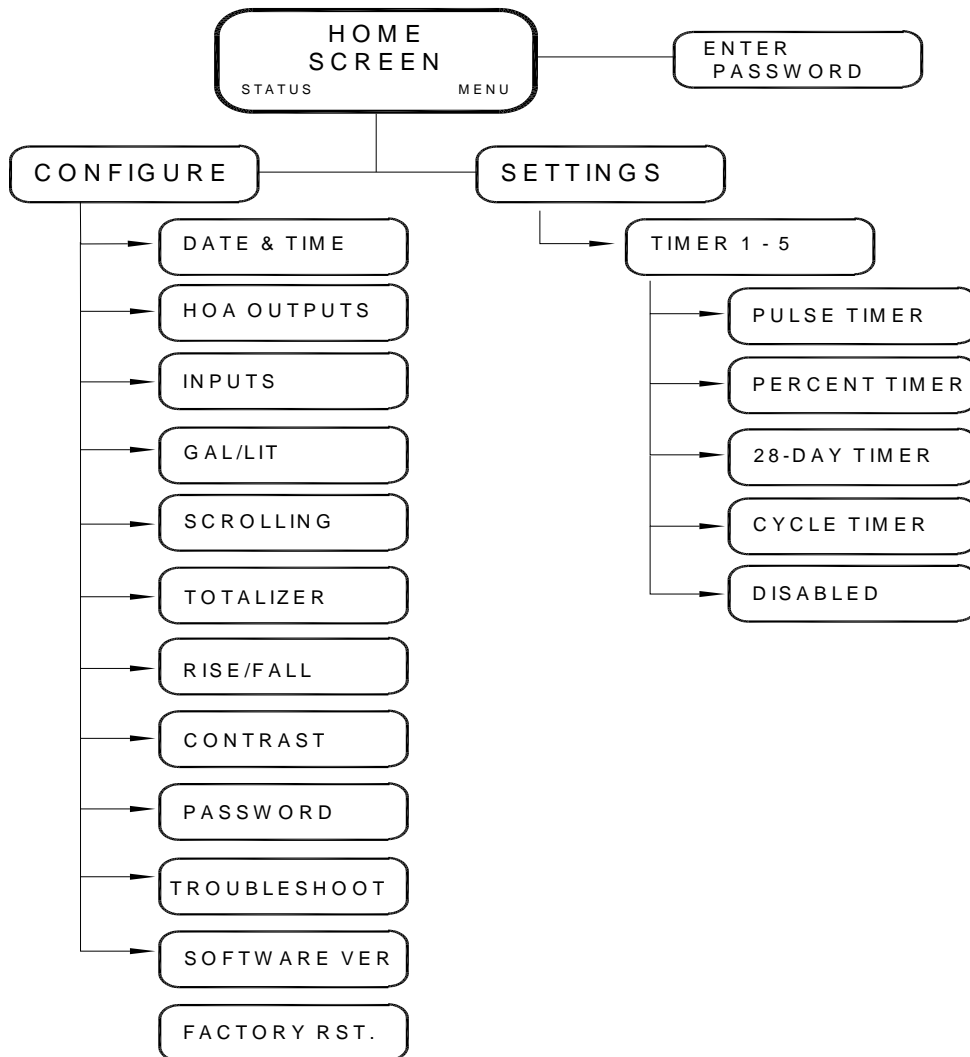 HOME
SCREEN
STATUS MENU
ENTER
PASSWORD
CONFIGURE
SETTINGS
DATE & TIME
HOA OUTPUTS
INPUTS
GAL/LIT
SCROLLING
TOTALIZER
RISE/FALL
CONTRAST
PASSWORD
TROUBLESHOOT
SOFTWARE VER
FACTORY RST.
TIMER 1 - 5
PULSE TIMER
PERCENT TIMER
28-DAY TIMER
CYCLE TIMER
DISABLED